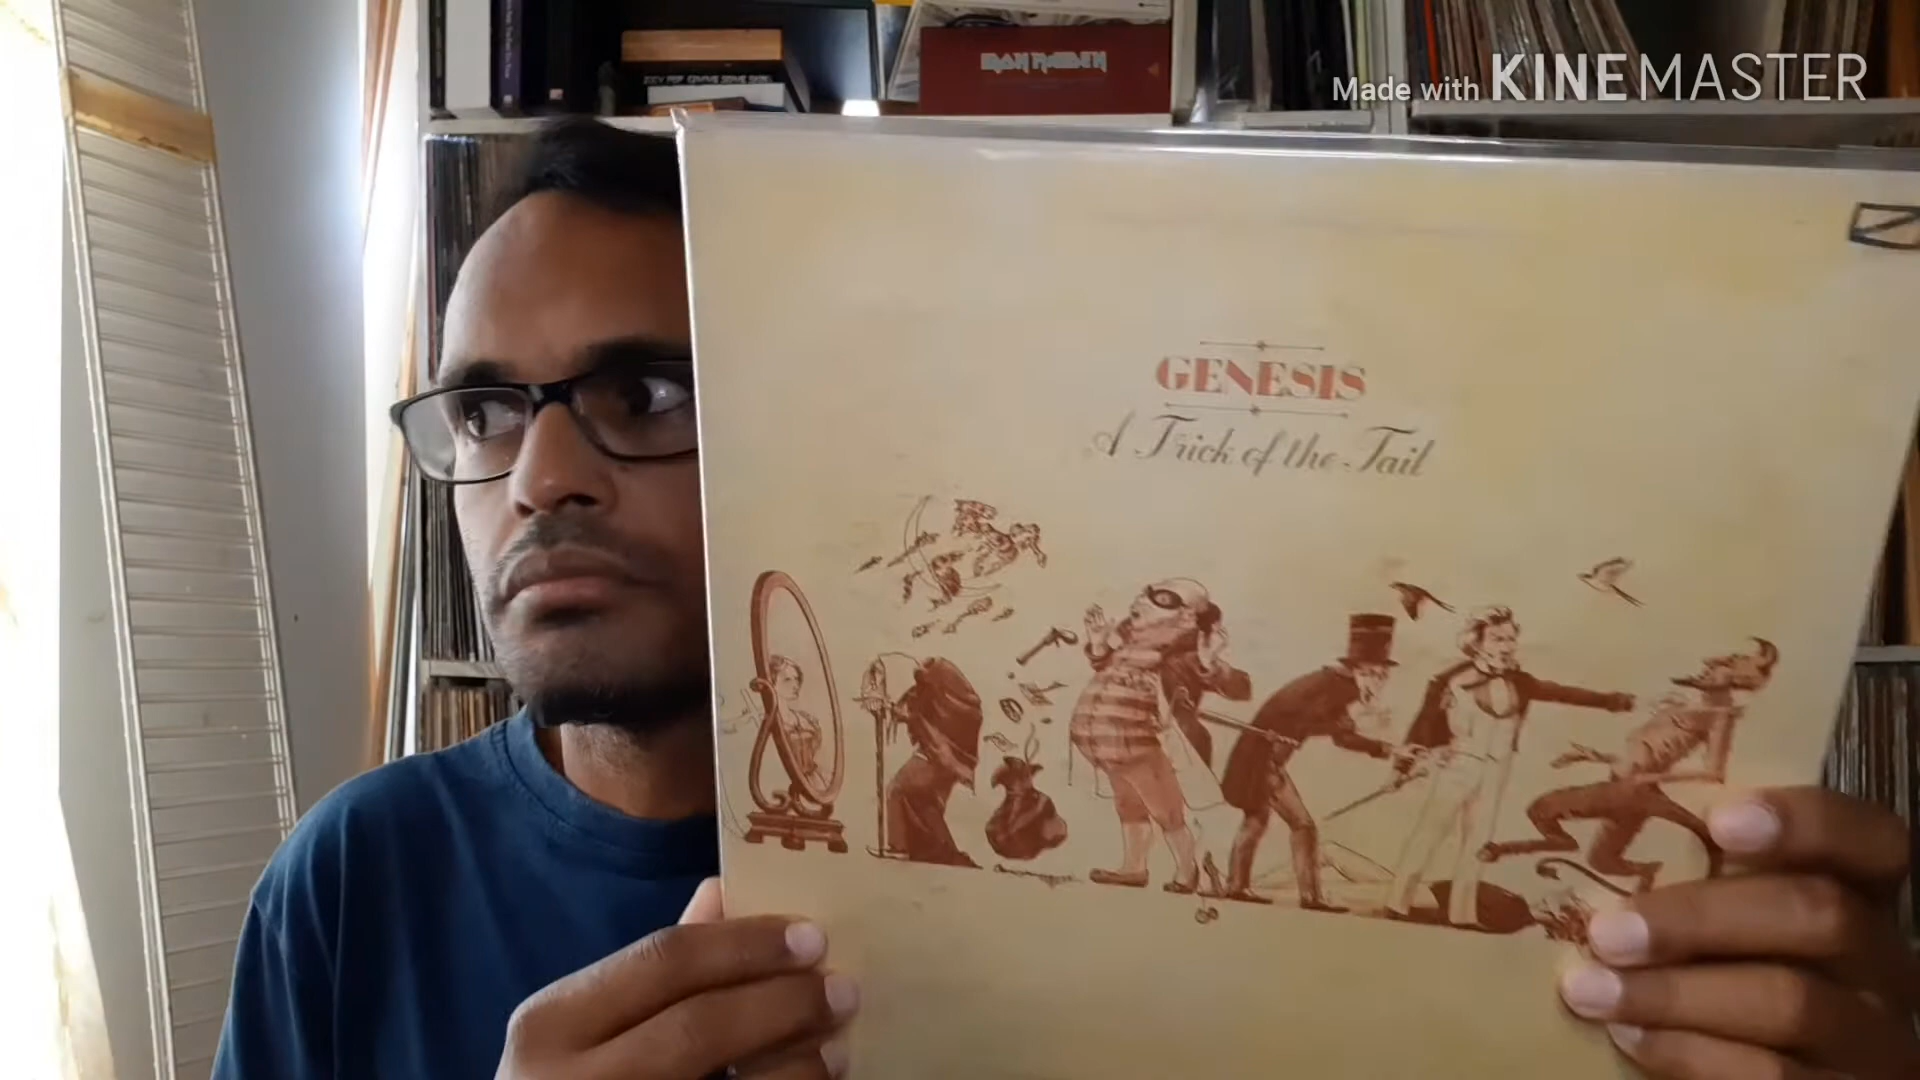 Made with KINEMASTER
IRON MAIDEN
GENESIS
A Trick of the Tail